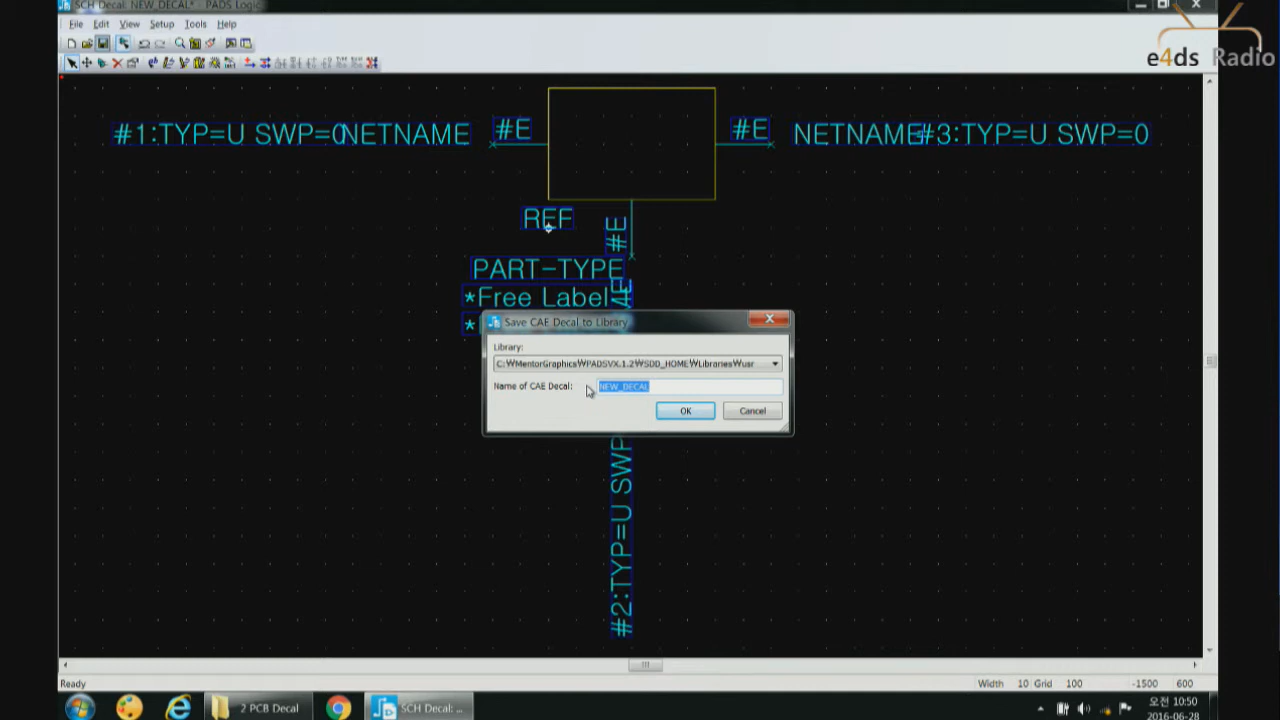 SCH Decal: NEW_DECAL* - PADS Logic
File Edit View Setup Tools Help
e4ds Radio
#1:TYP=U SWP=0
NETNAME
#E
#E
NETNAME
#3:TYP=U SWP=0
REF
#E
PART-TYPE
*Free Label
*
Save CAE Decal to Library
Library:
C:₩MentorGraphics₩PADSVX.1.2₩SDD_HOME₩Libraries₩usr
Name of CAE Decal: NEW_DECAL
OK Cancel
#2:TYP=U SWP
Ready
Width 10 Grid 100 -1500 600
2 PCB Decal
SCH Decal: ...
오전 10:50
2016-06-28